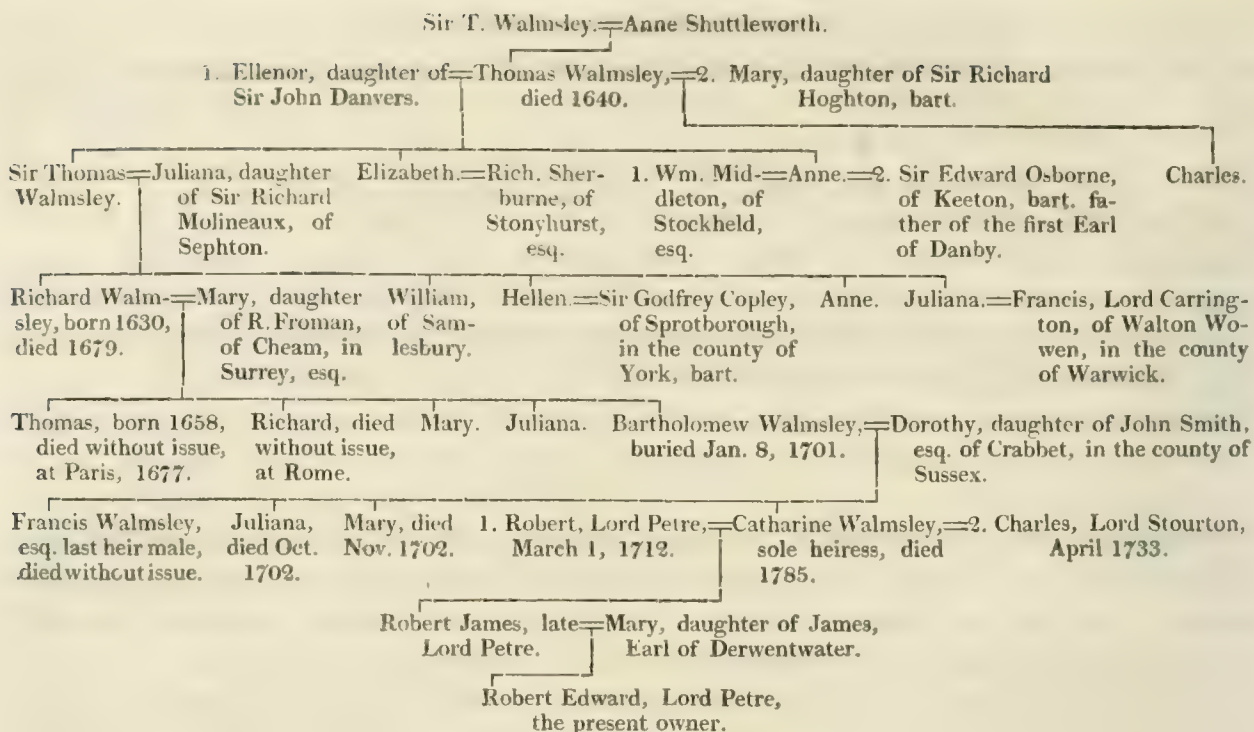 Sir T. Walmsley.=Anne Shuttleworth.
1. Ellenor, daughter of=Thomas Walmsley,=2. Mary, daughter of Sir Richard
Sir John Danvers. died 1640. Hoghton, bart.
Sir Thomas=Juliana, daughter Elizabeth.=Rich. Sher- 1. Wm. Mid-=Anne.=2. Sir Edward Osborne, Charles.
Walmsley. of Sir Richard burne, of dleton, of of Keeton, bart. fa-
Molineaux, of Stonyhurst, Stockheld, ther of the first Earl
Sephton. esq. esq. of Danby.
Richard Walm-=Mary, daughter William, Hellen.=Sir Godfrey Copley, Anne. Juliana.=Francis, Lord Carring-
sley, born 1630, of R. Froman, of Sam- of Sprotborough, ton, of Walton Wo-
died 1679. of Cheam, in lesbury. in the county of wen, in the county
Surrey, esq. York, bart. of Warwick.
Thomas, born 1658, Richard, died Mary. Juliana. Bartholomew Walmsley,=Dorothy, daughter of John Smith,
died without issue, without issue, buried Jan. 8, 1701. esq. of Crabbet, in the county of
at Paris, 1677. at Rome. Sussex.
Francis Walmsley, Juliana, Mary, died 1. Robert, Lord Petre,=Catharine Walmsley,=2. Charles, Lord Stourton,
esq. last heir male, died Oct. Nov. 1702. March 1, 1712. sole heiress, died April 1733.
died without issue. 1702. 1785.
Robert James, late=Mary, daughter of James,
Lord Petre. Earl of Derwentwater.
Robert Edward, Lord Petre,
the present owner.